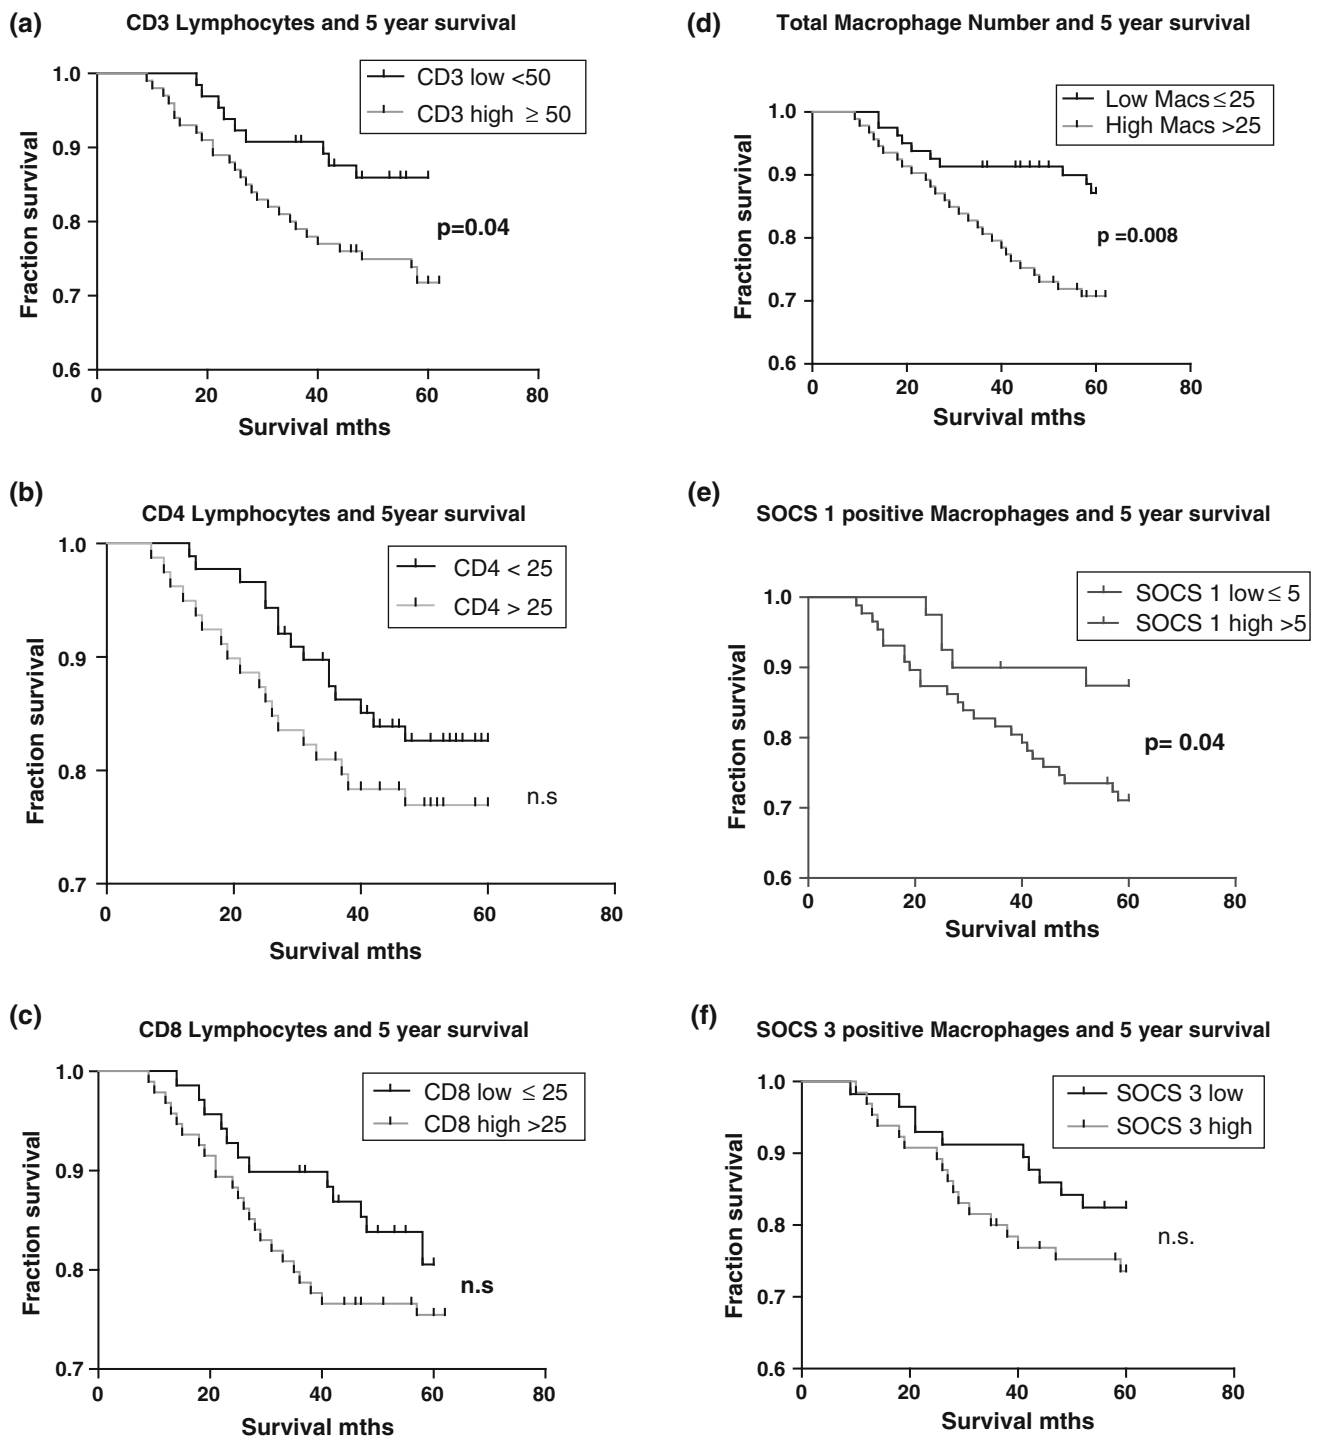 (a)
CD3 Lymphocytes and 5 year survival
CD3 low <50
CD3 high ≥ 50
1.0
0.9
0.8
0.7
0.6
Fraction survival
p=0.04
0 20 40 60 80
Survival mths
(b)
CD4 Lymphocytes and 5year survival
CD4 < 25
CD4 > 25
1.0
0.9
0.8
0.7
Fraction survival
n.s
0 20 40 60 80
Survival mths
(c)
CD8 Lymphocytes and 5 year survival
CD8 low ≤ 25
CD8 high >25
1.0
0.9
0.8
0.7
Fraction survival
n.s
0 20 40 60 80
Survival mths
(d)
Total Macrophage Number and 5 year survival
Low Macs≤25
High Macs >25
1.0
0.9
0.8
0.7
0.6
Fraction survival
p =0.008
0 20 40 60 80
Survival mths
(e)
SOCS 1 positive Macrophages and 5 year survival
SOCS 1 low≤ 5
SOCS 1 high >5
1.0
0.9
0.8
0.7
0.6
Fraction survival
p= 0.04
0 20 40 60 80
Survival mths
(f)
SOCS 3 positive Macrophages and 5 year survival
SOCS 3 low
SOCS 3 high
1.0
0.9
0.8
0.7
0.6
Fraction survival
n.s.
0 20 40 60 80
Survival mths